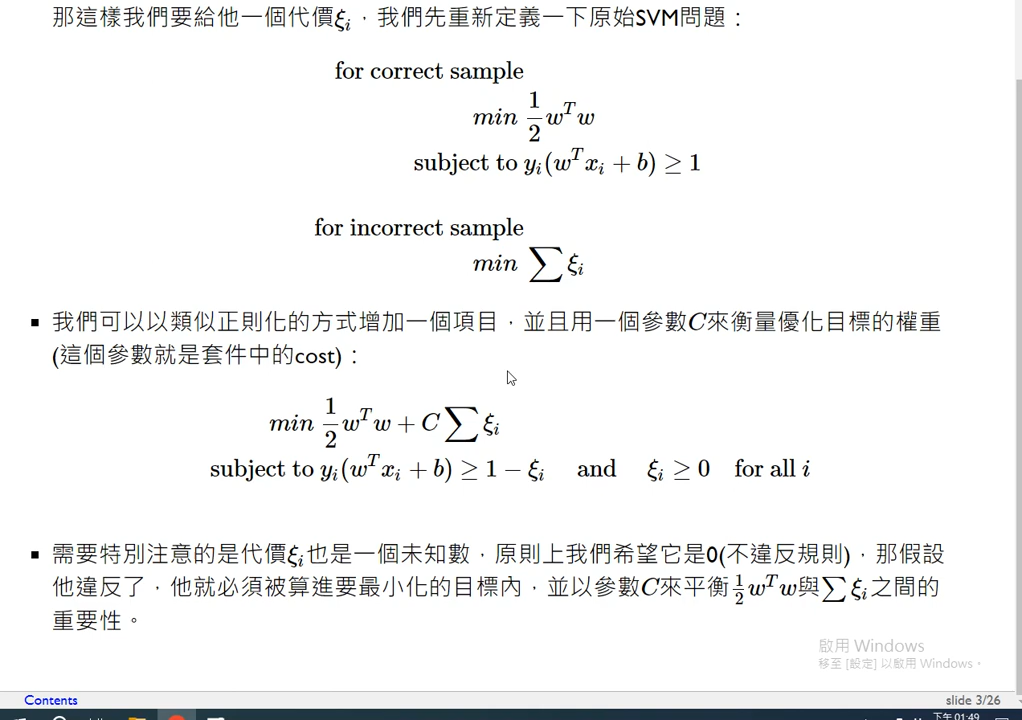 那這樣我們要給他一個代價ξᵢ，我們先重新定義一下原始SVM問題：
for correct sample
min 1/2 wᵀw
subject to yᵢ(wᵀxᵢ + b) ≥ 1
for incorrect sample
min ∑ ξᵢ
▪ 我們可以以類似正則化的方式增加一個項目，並且用一個參數C來衡量優化目標的權重
(這個參數就是套件中的cost)：
min 1/2 wᵀw + C ∑ ξᵢ
subject to yᵢ(wᵀxᵢ + b) ≥ 1 − ξᵢ and ξᵢ ≥ 0 for all i
▪ 需要特別注意的是代價ξᵢ也是一個未知數，原則上我們希望它是0(不違反規則)，那假設
他違反了，他就必須被算進要最小化的目標內，並以參數C來平衡1/2 wᵀw與∑ ξᵢ之間的
重要性。
啟用 Windows
移至 [設定] 以啟用 Windows。
Contents slide 3/26
下午 01:49